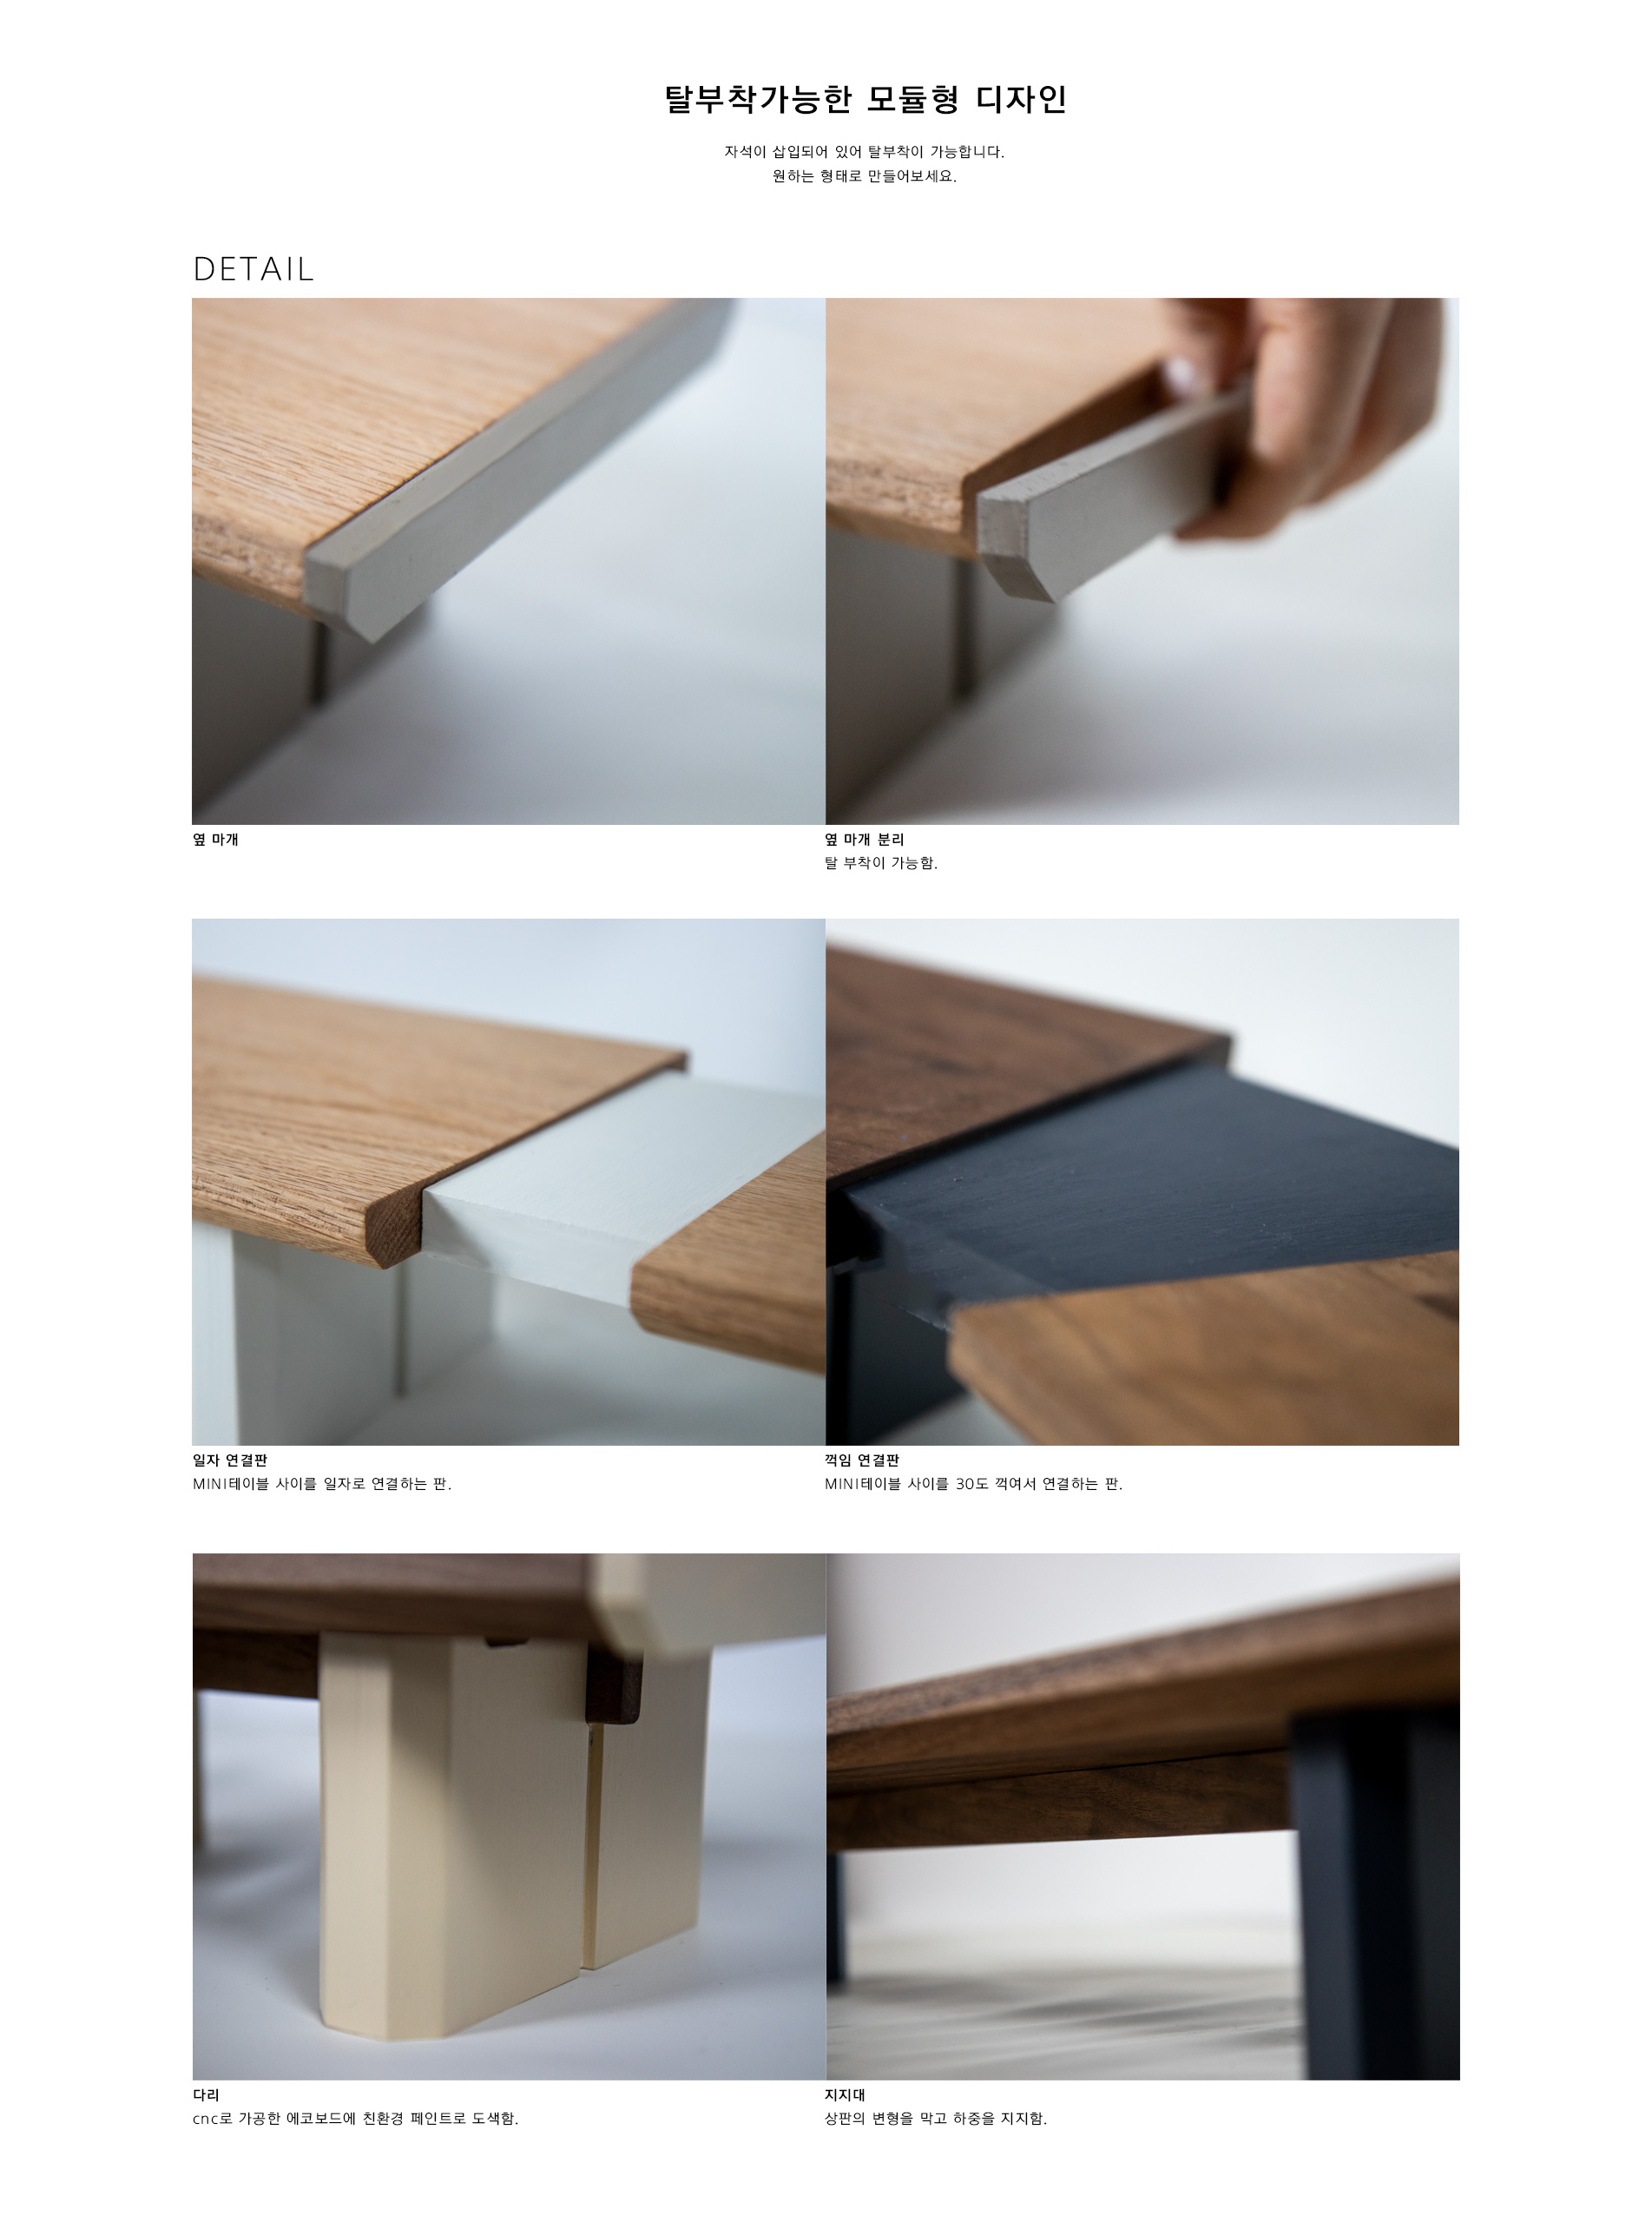 탈부착가능한 모듈형 디자인
자석이 삽입되어 있어 탈부착이 가능합니다.
원하는 형태로 만들어보세요.
DETAIL
옆 마개
옆 마개 분리
탈 부착이 가능함.
일자 연결판
MINI테이블 사이를 일자로 연결하는 판.
꺽임 연결판
MINI테이블 사이를 30도 꺽여서 연결하는 판.
다리
cnc로 가공한 에코보드에 친환경 페인트로 도색함.
지지대
상판의 변형을 막고 하중을 지지함.